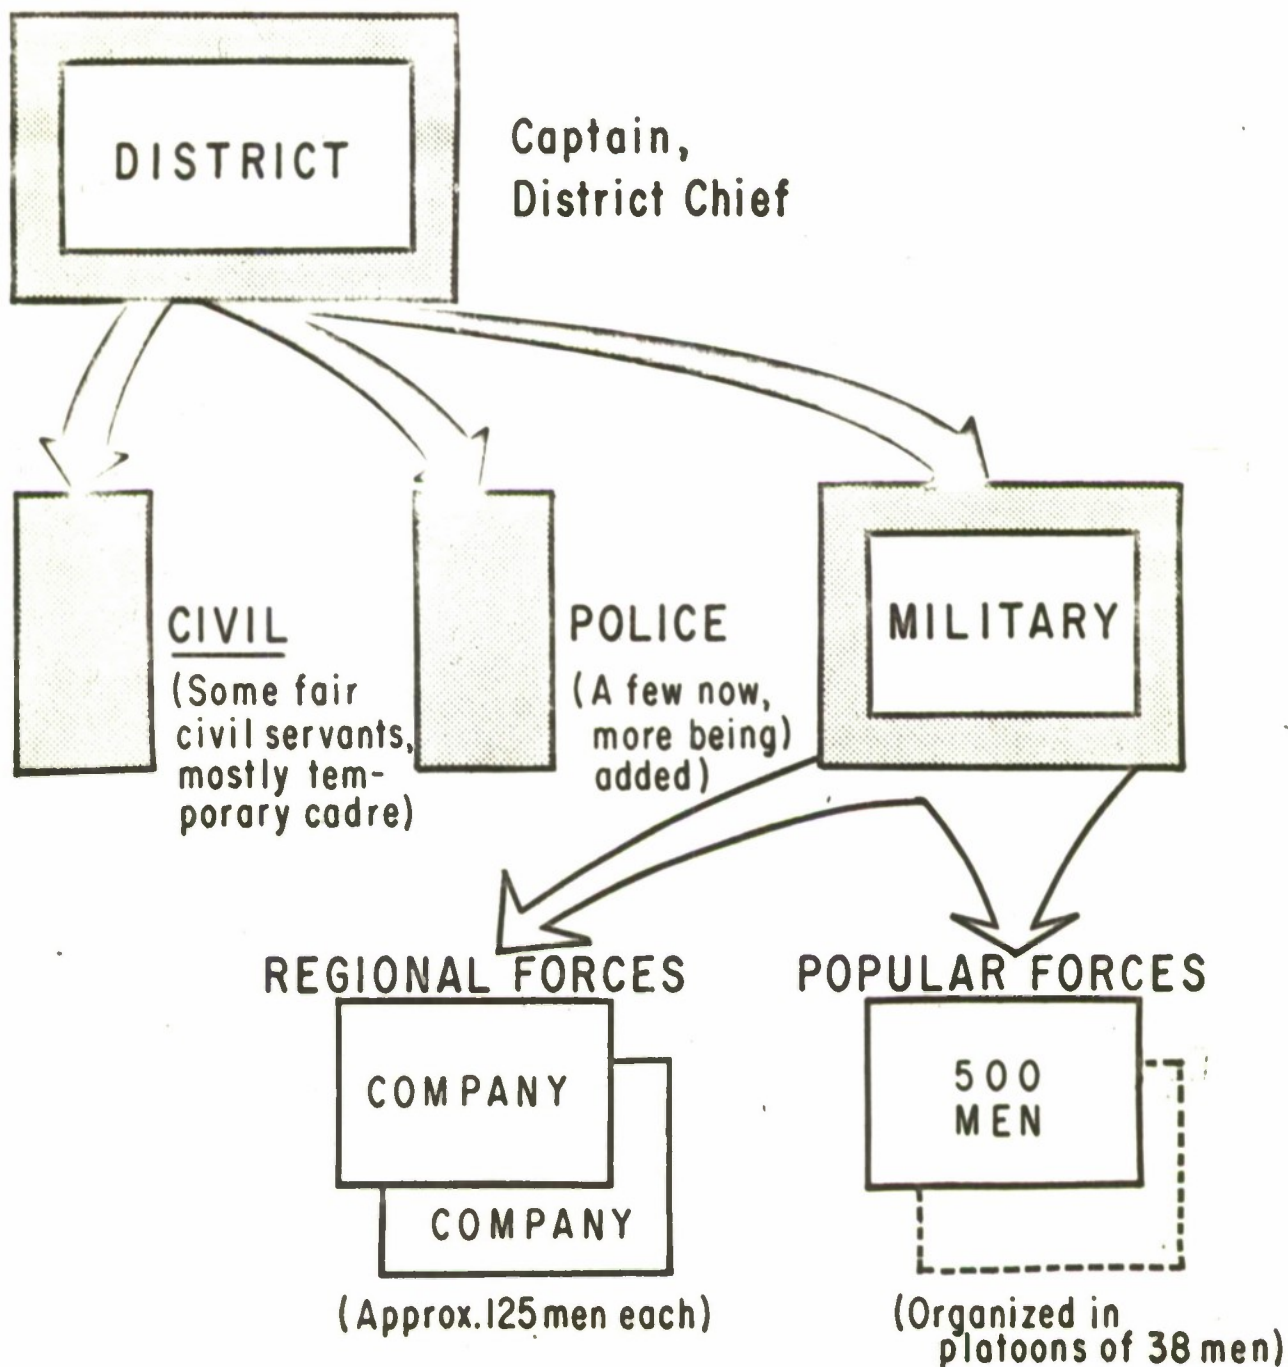 DISTRICT
Captain,
District Chief
CIVIL
(Some fair
civil servants,
mostly tem-
porary cadre)
POLICE
(A few now,
more being)
added)
MILITARY
REGIONAL FORCES
COMPANY
COMPANY
(Approx. 125 men each)
POPULAR FORCES
500
MEN
(Organized in
platoons of 38 men)